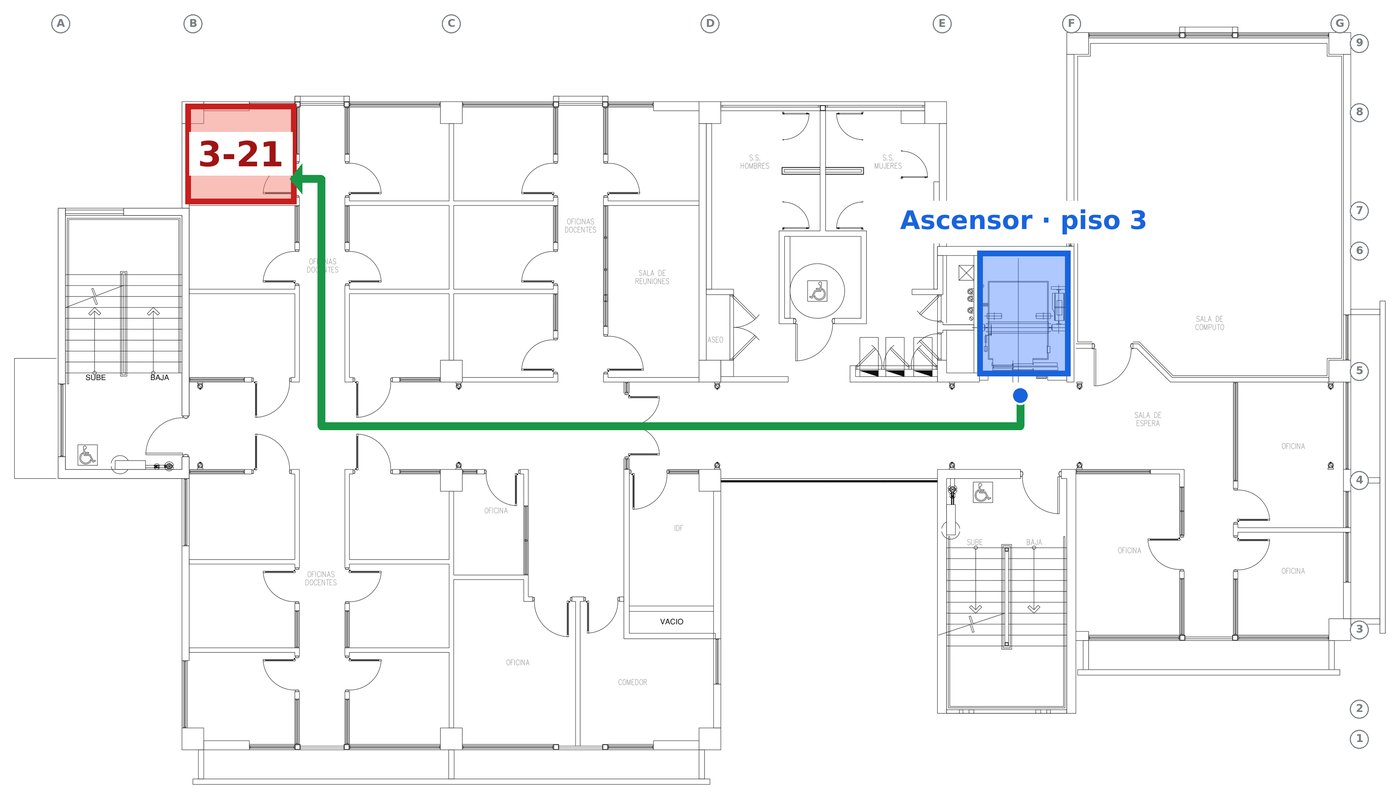 A
B
C
D
E
F
G
9
8
7
6
5
4
3
2
1
3-21
S.S.
HOMBRES
S.S.
MUJERES
Ascensor · piso 3
OFICINAS
DOCENTES
OFICINAS
DOCENTES
SALA DE
REUNIONES
ASEO
SALA DE
COMPUTO
SUBE
BAJA
SALA DE
ESPERA
OFICINA
OFICINA
IDF
SUBE
BAJA
OFICINA
OFICINA
OFICINAS
DOCENTES
VACIO
OFICINA
COMEDOR